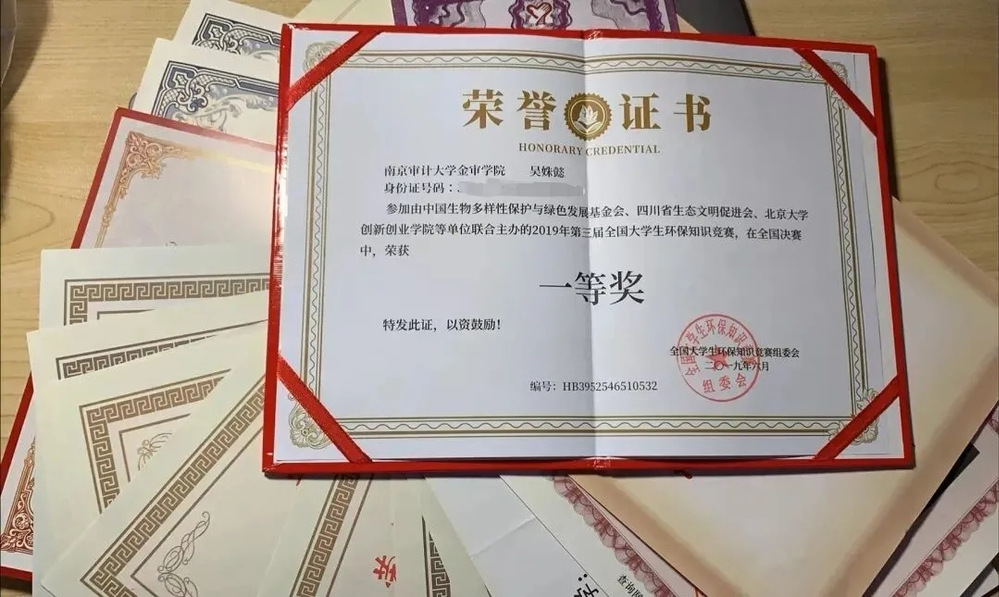 荣誉证书
HONORARY CREDENTIAL
南京审计大学金审学院 吴姝懿
身份证号码：
参加由中国生物多样性保护与绿色发展基金会、四川省生态文明促进会、北京大学
创新创业学院等单位联合主办的2019年第三届全国大学生环保知识竞赛，在全国决赛
中，荣获
一等奖
特发此证，以资鼓励！
全国大学生环保知识竞赛组委会
二〇一九年六月
组委会
编号：HB3952546510532